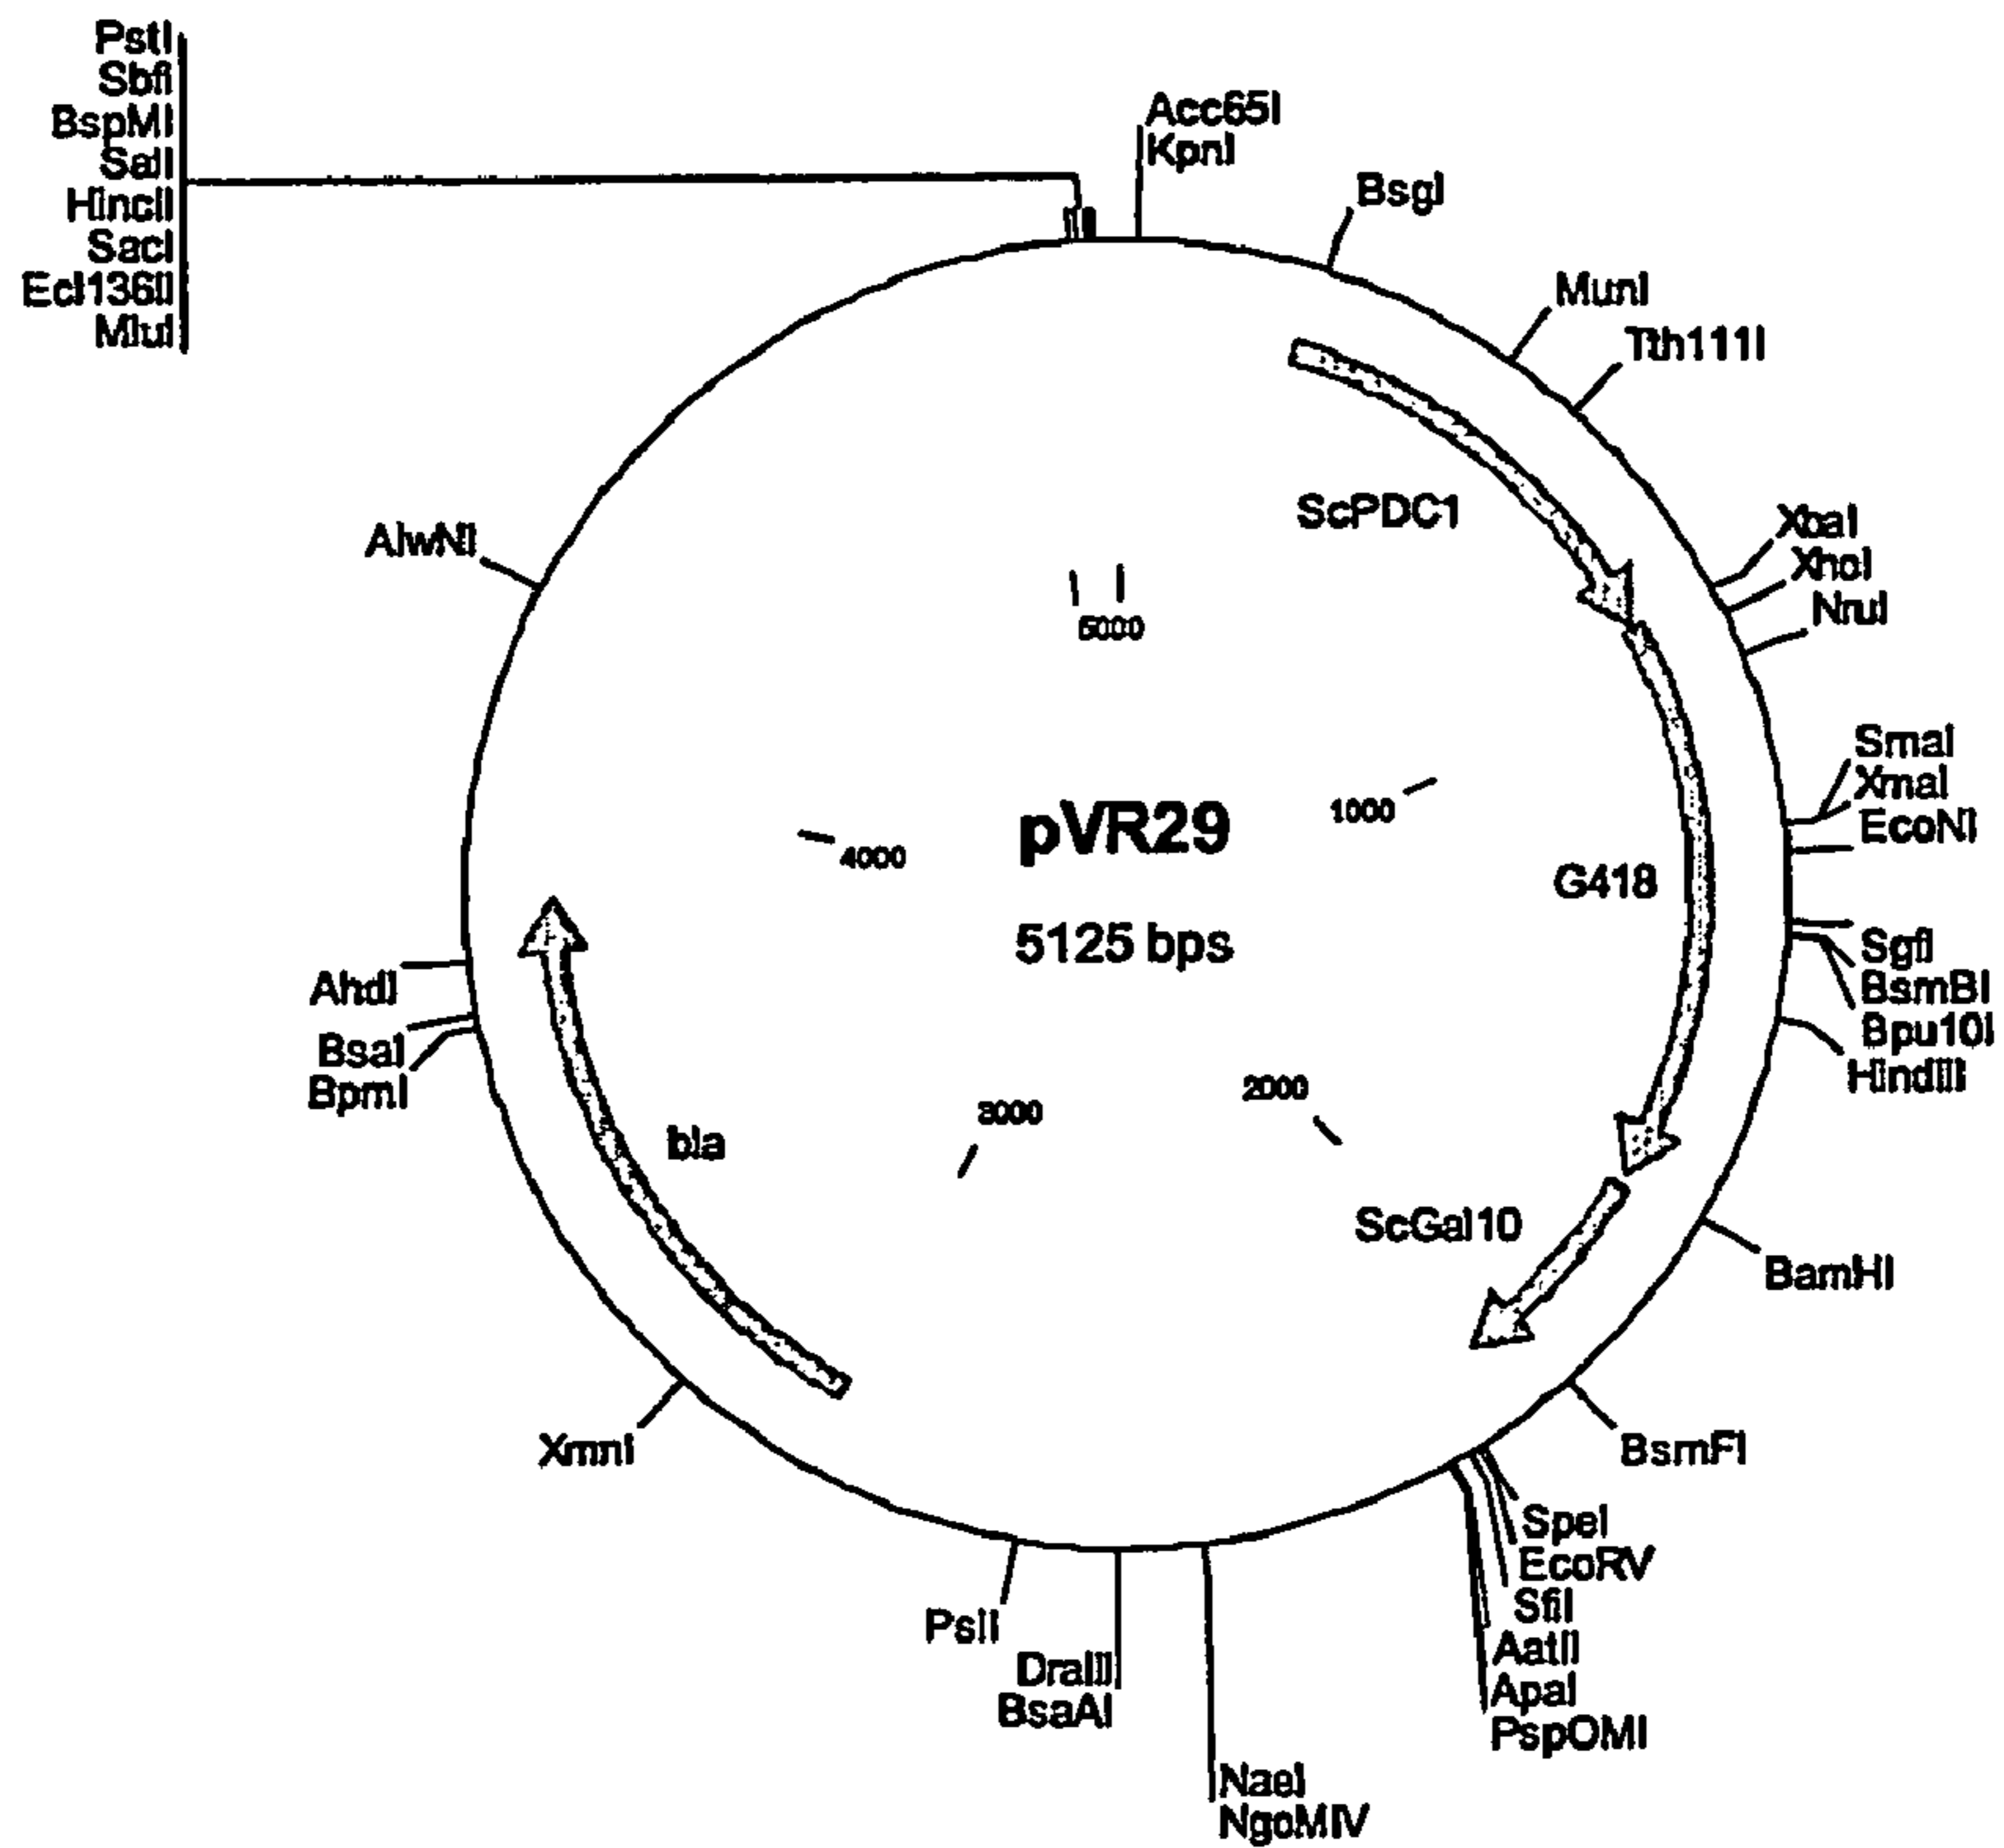 PstI
SbfI
BspMI
SalI
HincII
SacI
Ecl136II
MluI
Acc65I
KpnI
BsgI
MunI
Tth111I
XbaI
XhoI
NruI
SmaI
XmaI
EcoNI
SgfI
BsmBI
Bpu10I
HindIII
BamHI
BsmFI
SpeI
EcoRV
SfiI
AatII
ApaI
PspOMI
NaeI
NgoMIV
DraIII
BsaAI
PsiI
XmnI
BpmI
BsaI
AhdI
AlwNI
ScPDC1
G418
ScGal10
bla
5000
1000
2000
3000
4000
pVR29
5125 bps